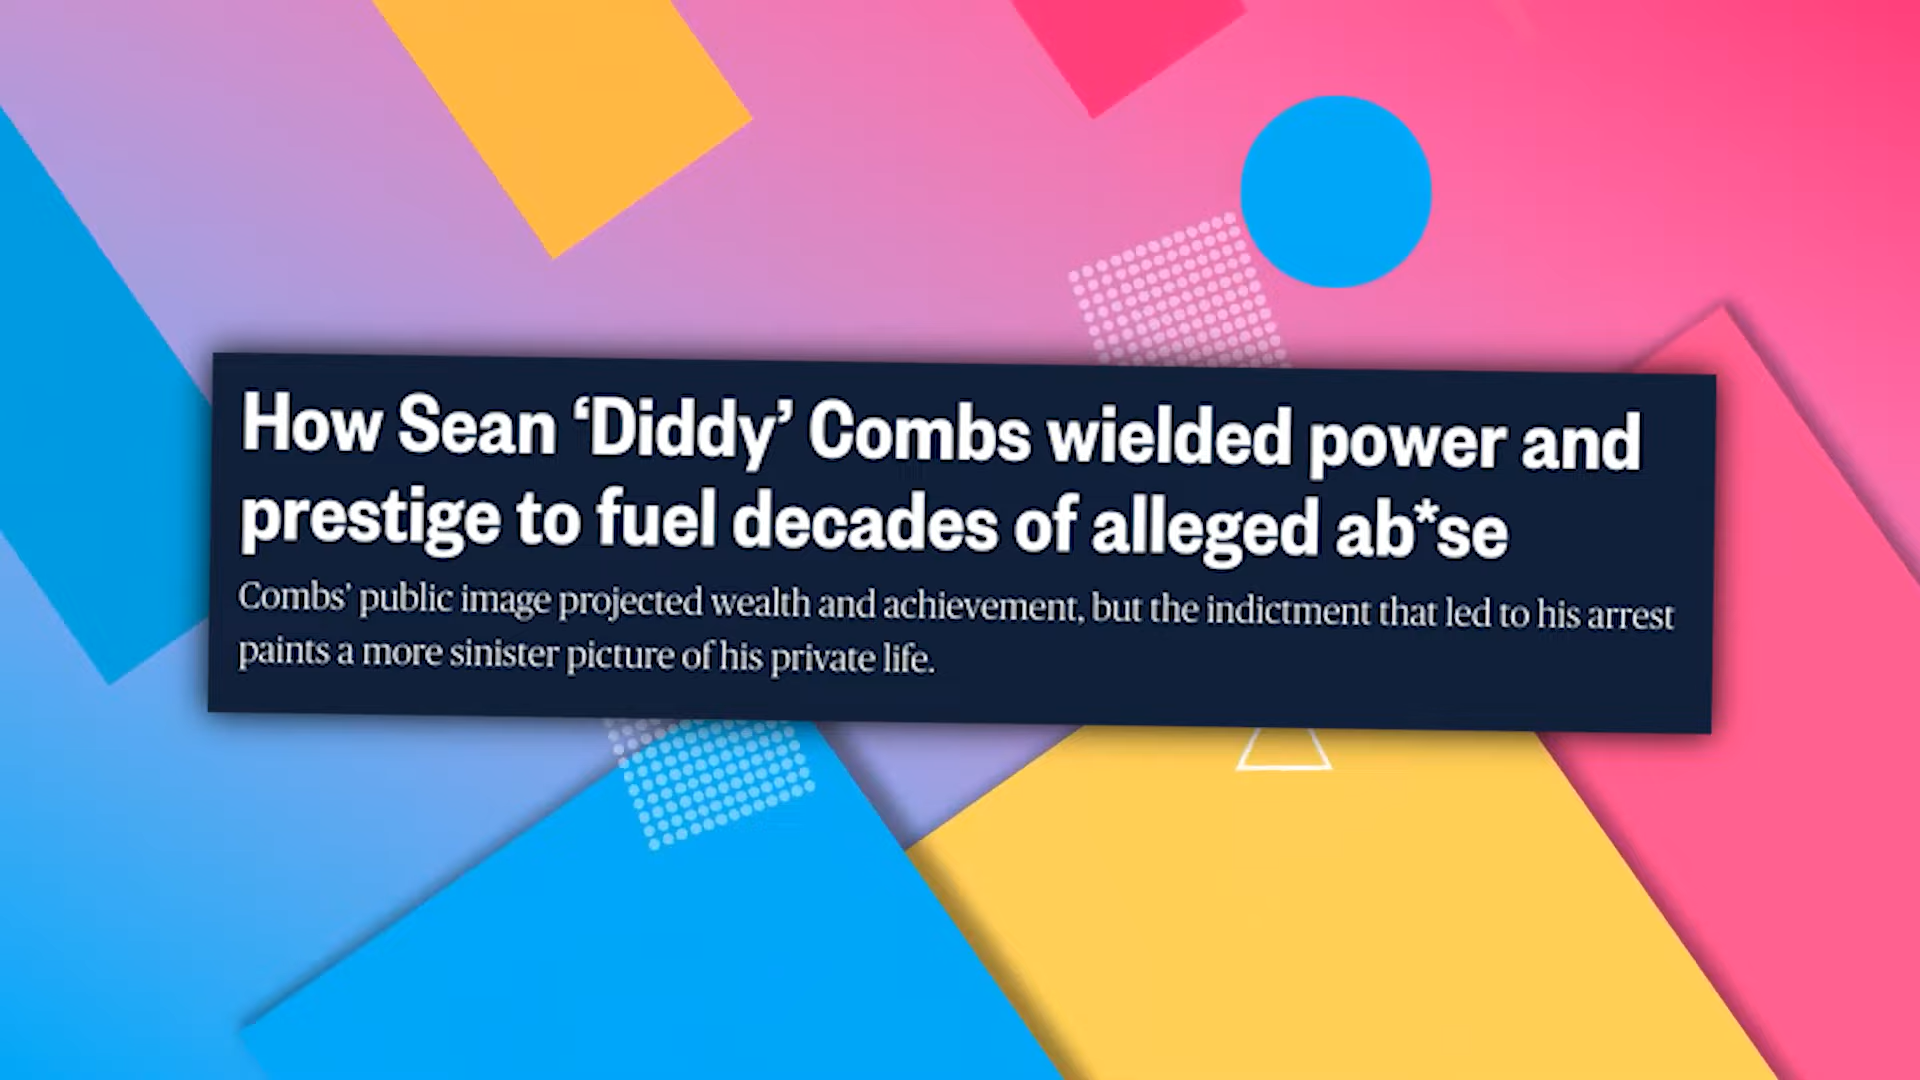 How Sean ‘Diddy’ Combs wielded power and
prestige to fuel decades of alleged ab*se
Combs’ public image projected wealth and achievement, but the indictment that led to his arrest
paints a more sinister picture of his private life.